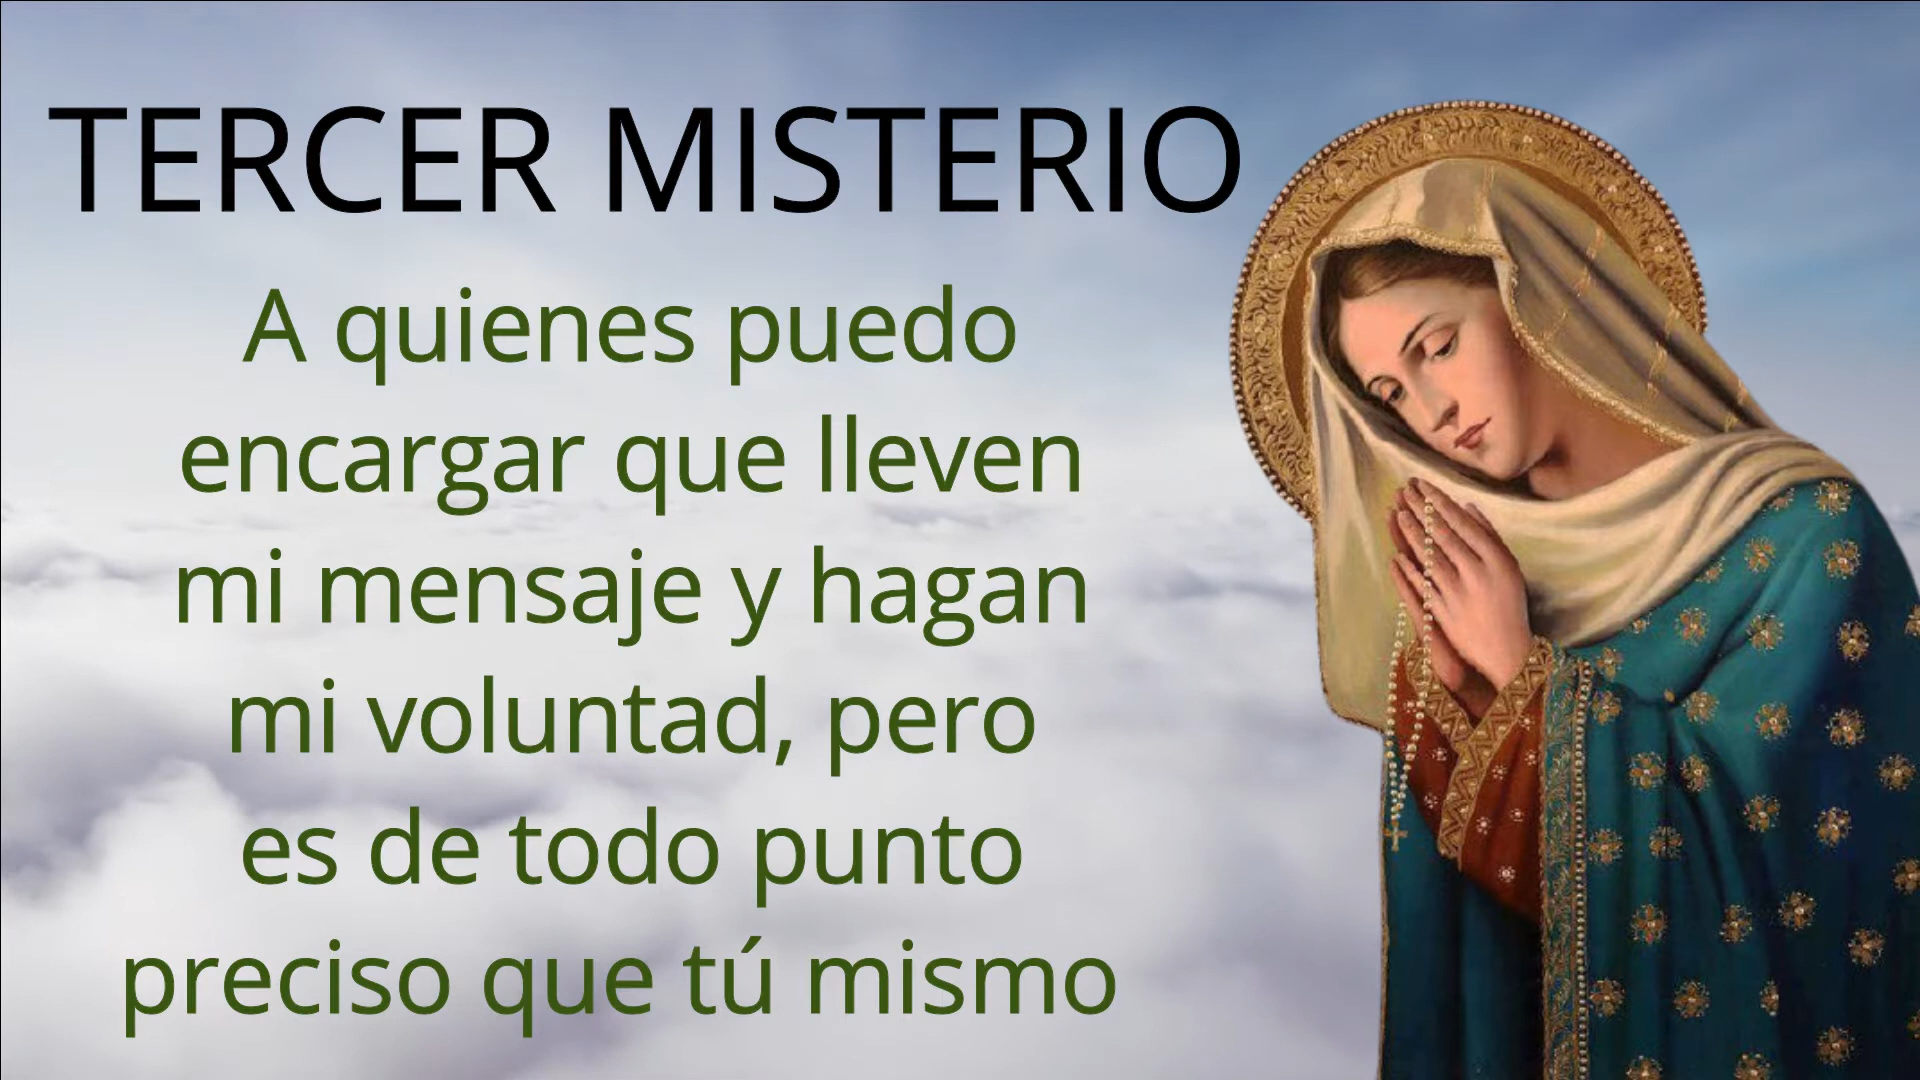 TERCER MISTERIO
A quienes puedo
encargar que lleven
mi mensaje y hagan
mi voluntad, pero
es de todo punto
preciso que tú mismo